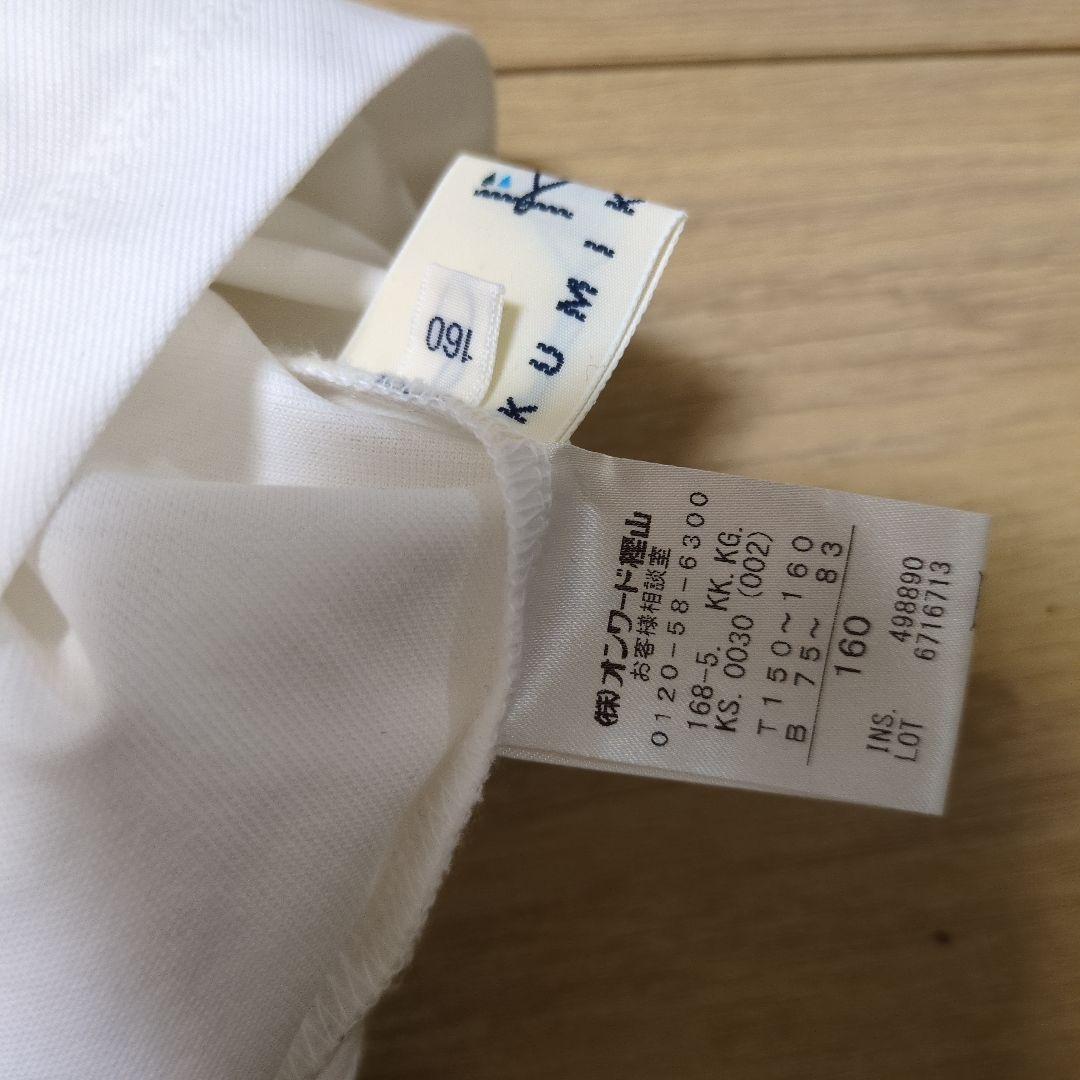 KUMIK
160
(株)オンワード樫山
お客様相談室
0120-58-6300
168-5. KK. KG.
KS. 0030 (002)
T 150～160
B 75～ 83
160
INS. 498890
LOT 6716713